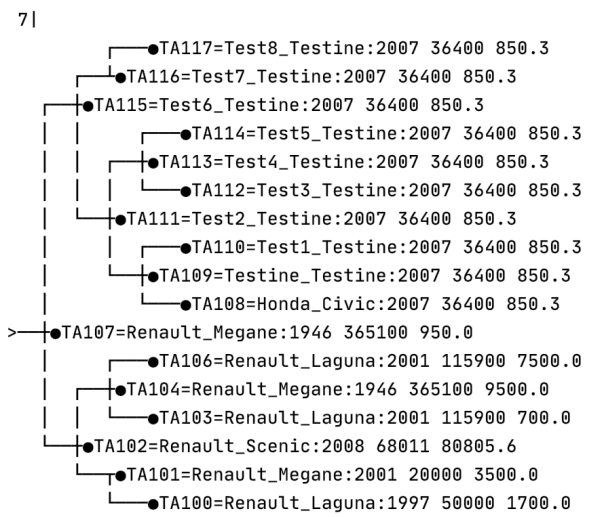 7|
┌───●TA117=Test8_Testine:2007 36400 850.3
┌──┴●TA116=Test7_Testine:2007 36400 850.3
┌──┼●TA115=Test6_Testine:2007 36400 850.3
│ │ ┌───●TA114=Test5_Testine:2007 36400 850.3
│ │ ┌──┼●TA113=Test4_Testine:2007 36400 850.3
│ │ │ └───●TA112=Test3_Testine:2007 36400 850.3
│ └──┼●TA111=Test2_Testine:2007 36400 850.3
│ │ ┌───●TA110=Test1_Testine:2007 36400 850.3
│ └──┼●TA109=Testine_Testine:2007 36400 850.3
│ └───●TA108=Honda_Civic:2007 36400 850.3
>──┼●TA107=Renault_Megane:1946 365100 950.0
│ ┌───●TA106=Renault_Laguna:2001 115900 7500.0
│ ┌──┼●TA104=Renault_Megane:1946 365100 9500.0
│ │ └───●TA103=Renault_Laguna:2001 115900 700.0
└──┼●TA102=Renault_Scenic:2008 68011 80805.6
└──┬●TA101=Renault_Megane:2001 20000 3500.0
└───●TA100=Renault_Laguna:1997 50000 1700.0